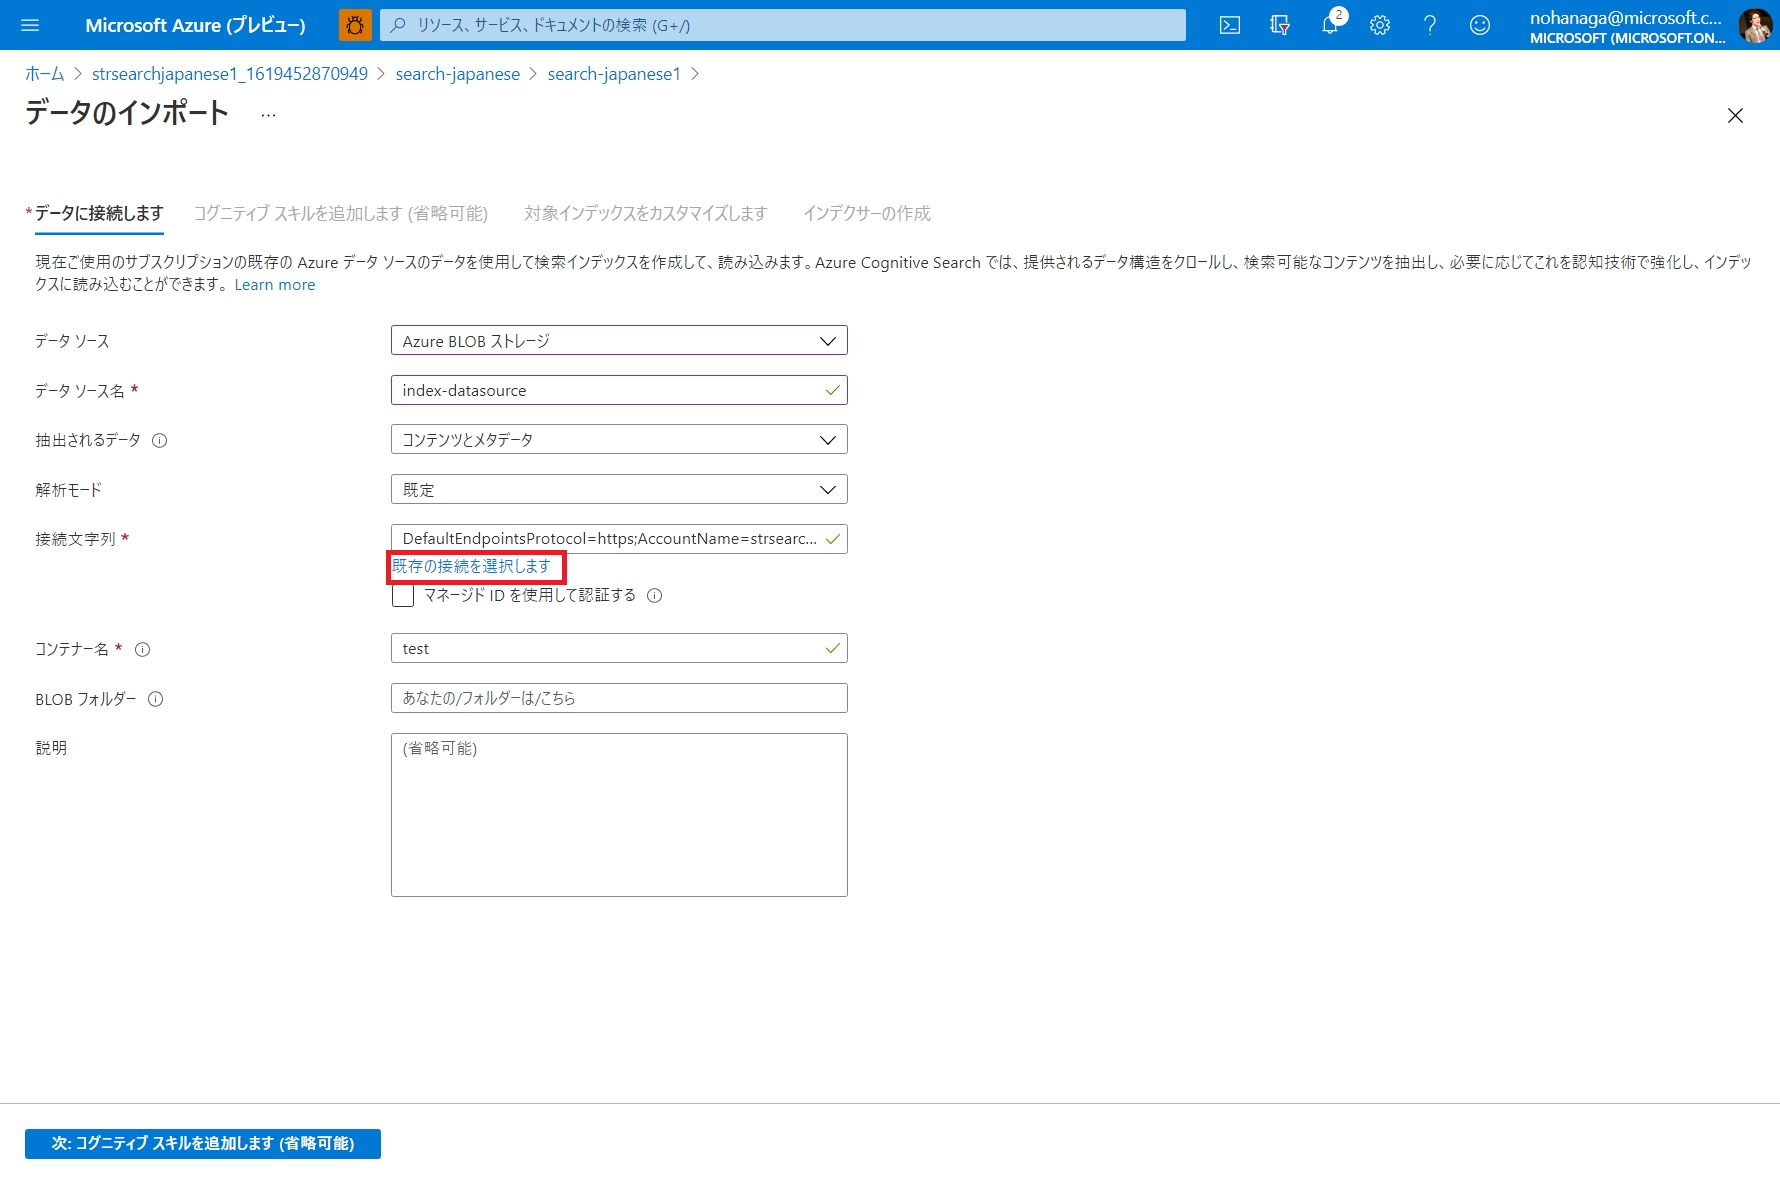 Microsoft Azure (プレビュー)
リソース、サービス、ドキュメントの検索 (G+/)
2
nohanaga@microsoft.c...
MICROSOFT (MICROSOFT.ON...
ホーム > strsearchjapanese1_1619452870949 > search-japanese > search-japanese1 >
データのインポート ...
*データに接続します コグニティブ スキルを追加します (省略可能) 対象インデックスをカスタマイズします インデクサーの作成
現在ご使用のサブスクリプションの既存の Azure データ ソースのデータを使用して検索インデックスを作成して、読み込みます。Azure Cognitive Search では、提供されるデータ構造をクロールし、検索可能なコンテンツを抽出し、必要に応じてこれを認知技術で強化し、インデッ
クスに読み込むことができます。 Learn more
データ ソース Azure BLOB ストレージ
データ ソース名 * index-datasource
抽出されるデータ コンテンツとメタデータ
解析モード 既定
接続文字列 * DefaultEndpointsProtocol=https;AccountName=strsearc...
既存の接続を選択します
マネージド ID を使用して認証する
コンテナー名 * test
BLOB フォルダー あなたの/フォルダーは/こちら
説明 (省略可能)
次: コグニティブ スキルを追加します (省略可能)